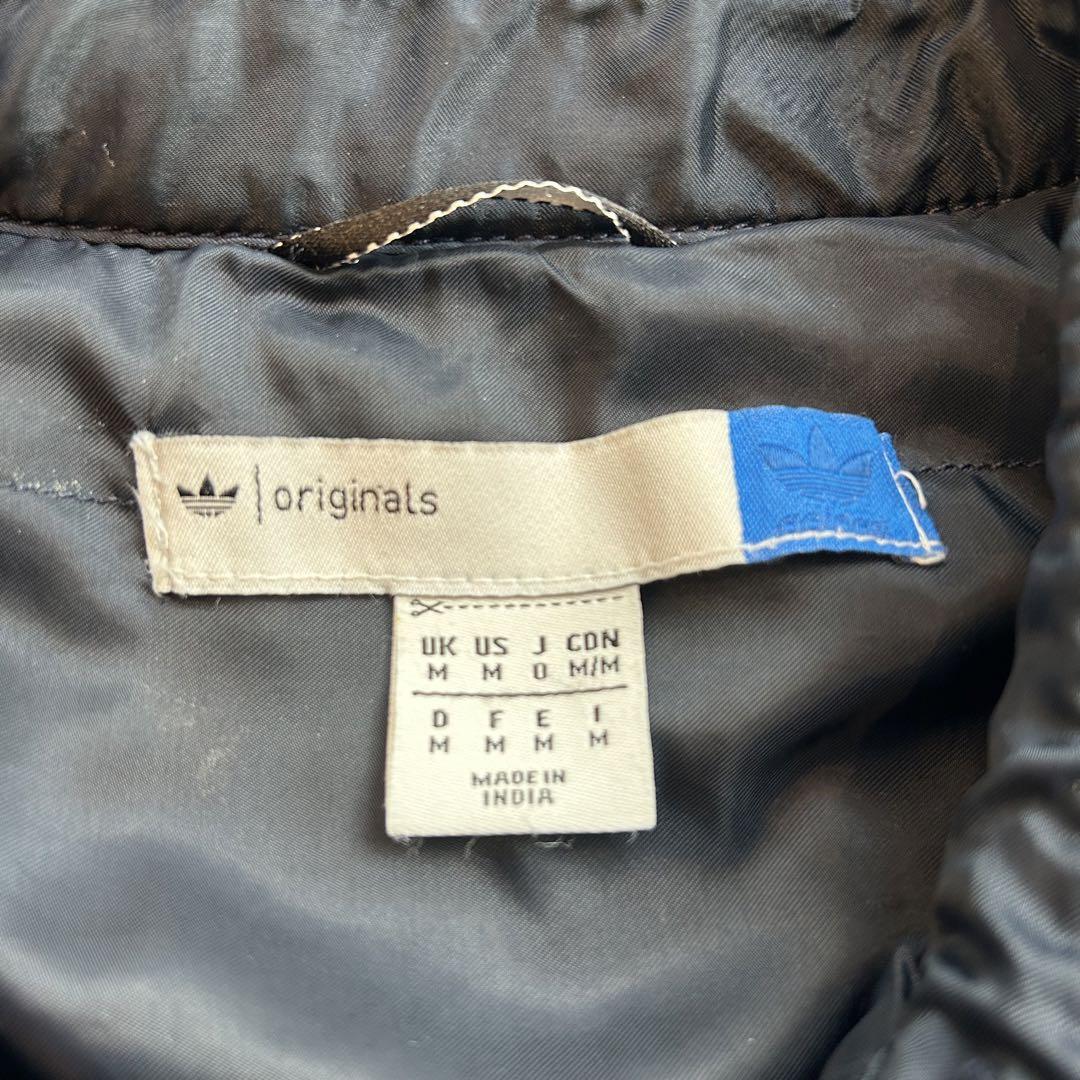 originals
UK US J CDN
M M O M/M
D F E I
M M M M
MADE IN
INDIA